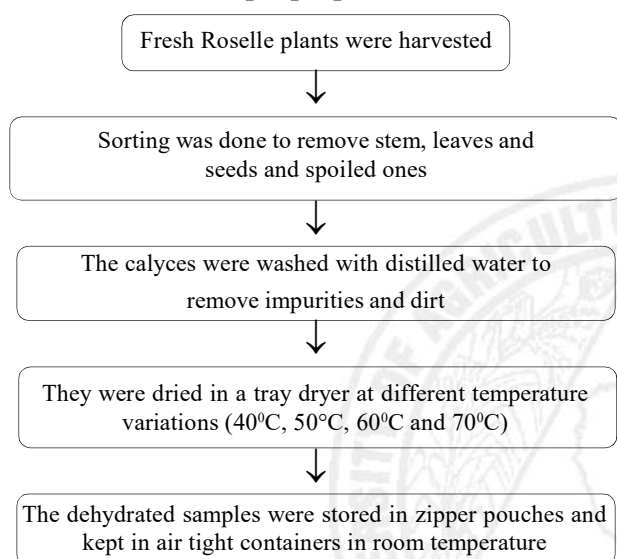 Fresh Roselle plants were harvested
Sorting was done to remove stem, leaves and
seeds and spoiled ones
The calyces were washed with distilled water to
remove impurities and dirt
They were dried in a tray dryer at different temperature
variations (40⁰C, 50°C, 60⁰C and 70⁰C)
The dehydrated samples were stored in zipper pouches and
kept in air tight containers in room temperature